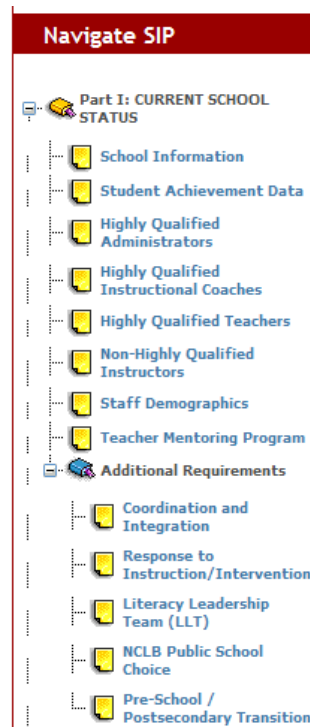 Navigate SIP
Part I: CURRENT SCHOOL
STATUS
School Information
Student Achievement Data
Highly Qualified
Administrators
Highly Qualified
Instructional Coaches
Highly Qualified Teachers
Non-Highly Qualified
Instructors
Staff Demographics
Teacher Mentoring Program
Additional Requirements
Coordination and
Integration
Response to
Instruction/Intervention
Literacy Leadership
Team (LLT)
NCLB Public School
Choice
Pre-School /
Postsecondary Transition